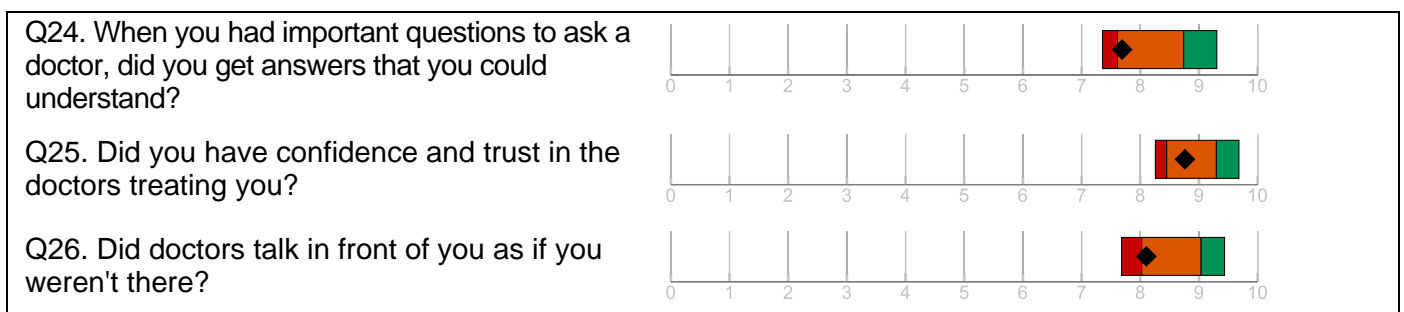 Q24. When you had important questions to ask a
doctor, did you get answers that you could
understand?
0 1 2 3 4 5 6 7 8 9 10
Q25. Did you have confidence and trust in the
doctors treating you?
0 1 2 3 4 5 6 7 8 9 10
Q26. Did doctors talk in front of you as if you
weren't there?
0 1 2 3 4 5 6 7 8 9 10